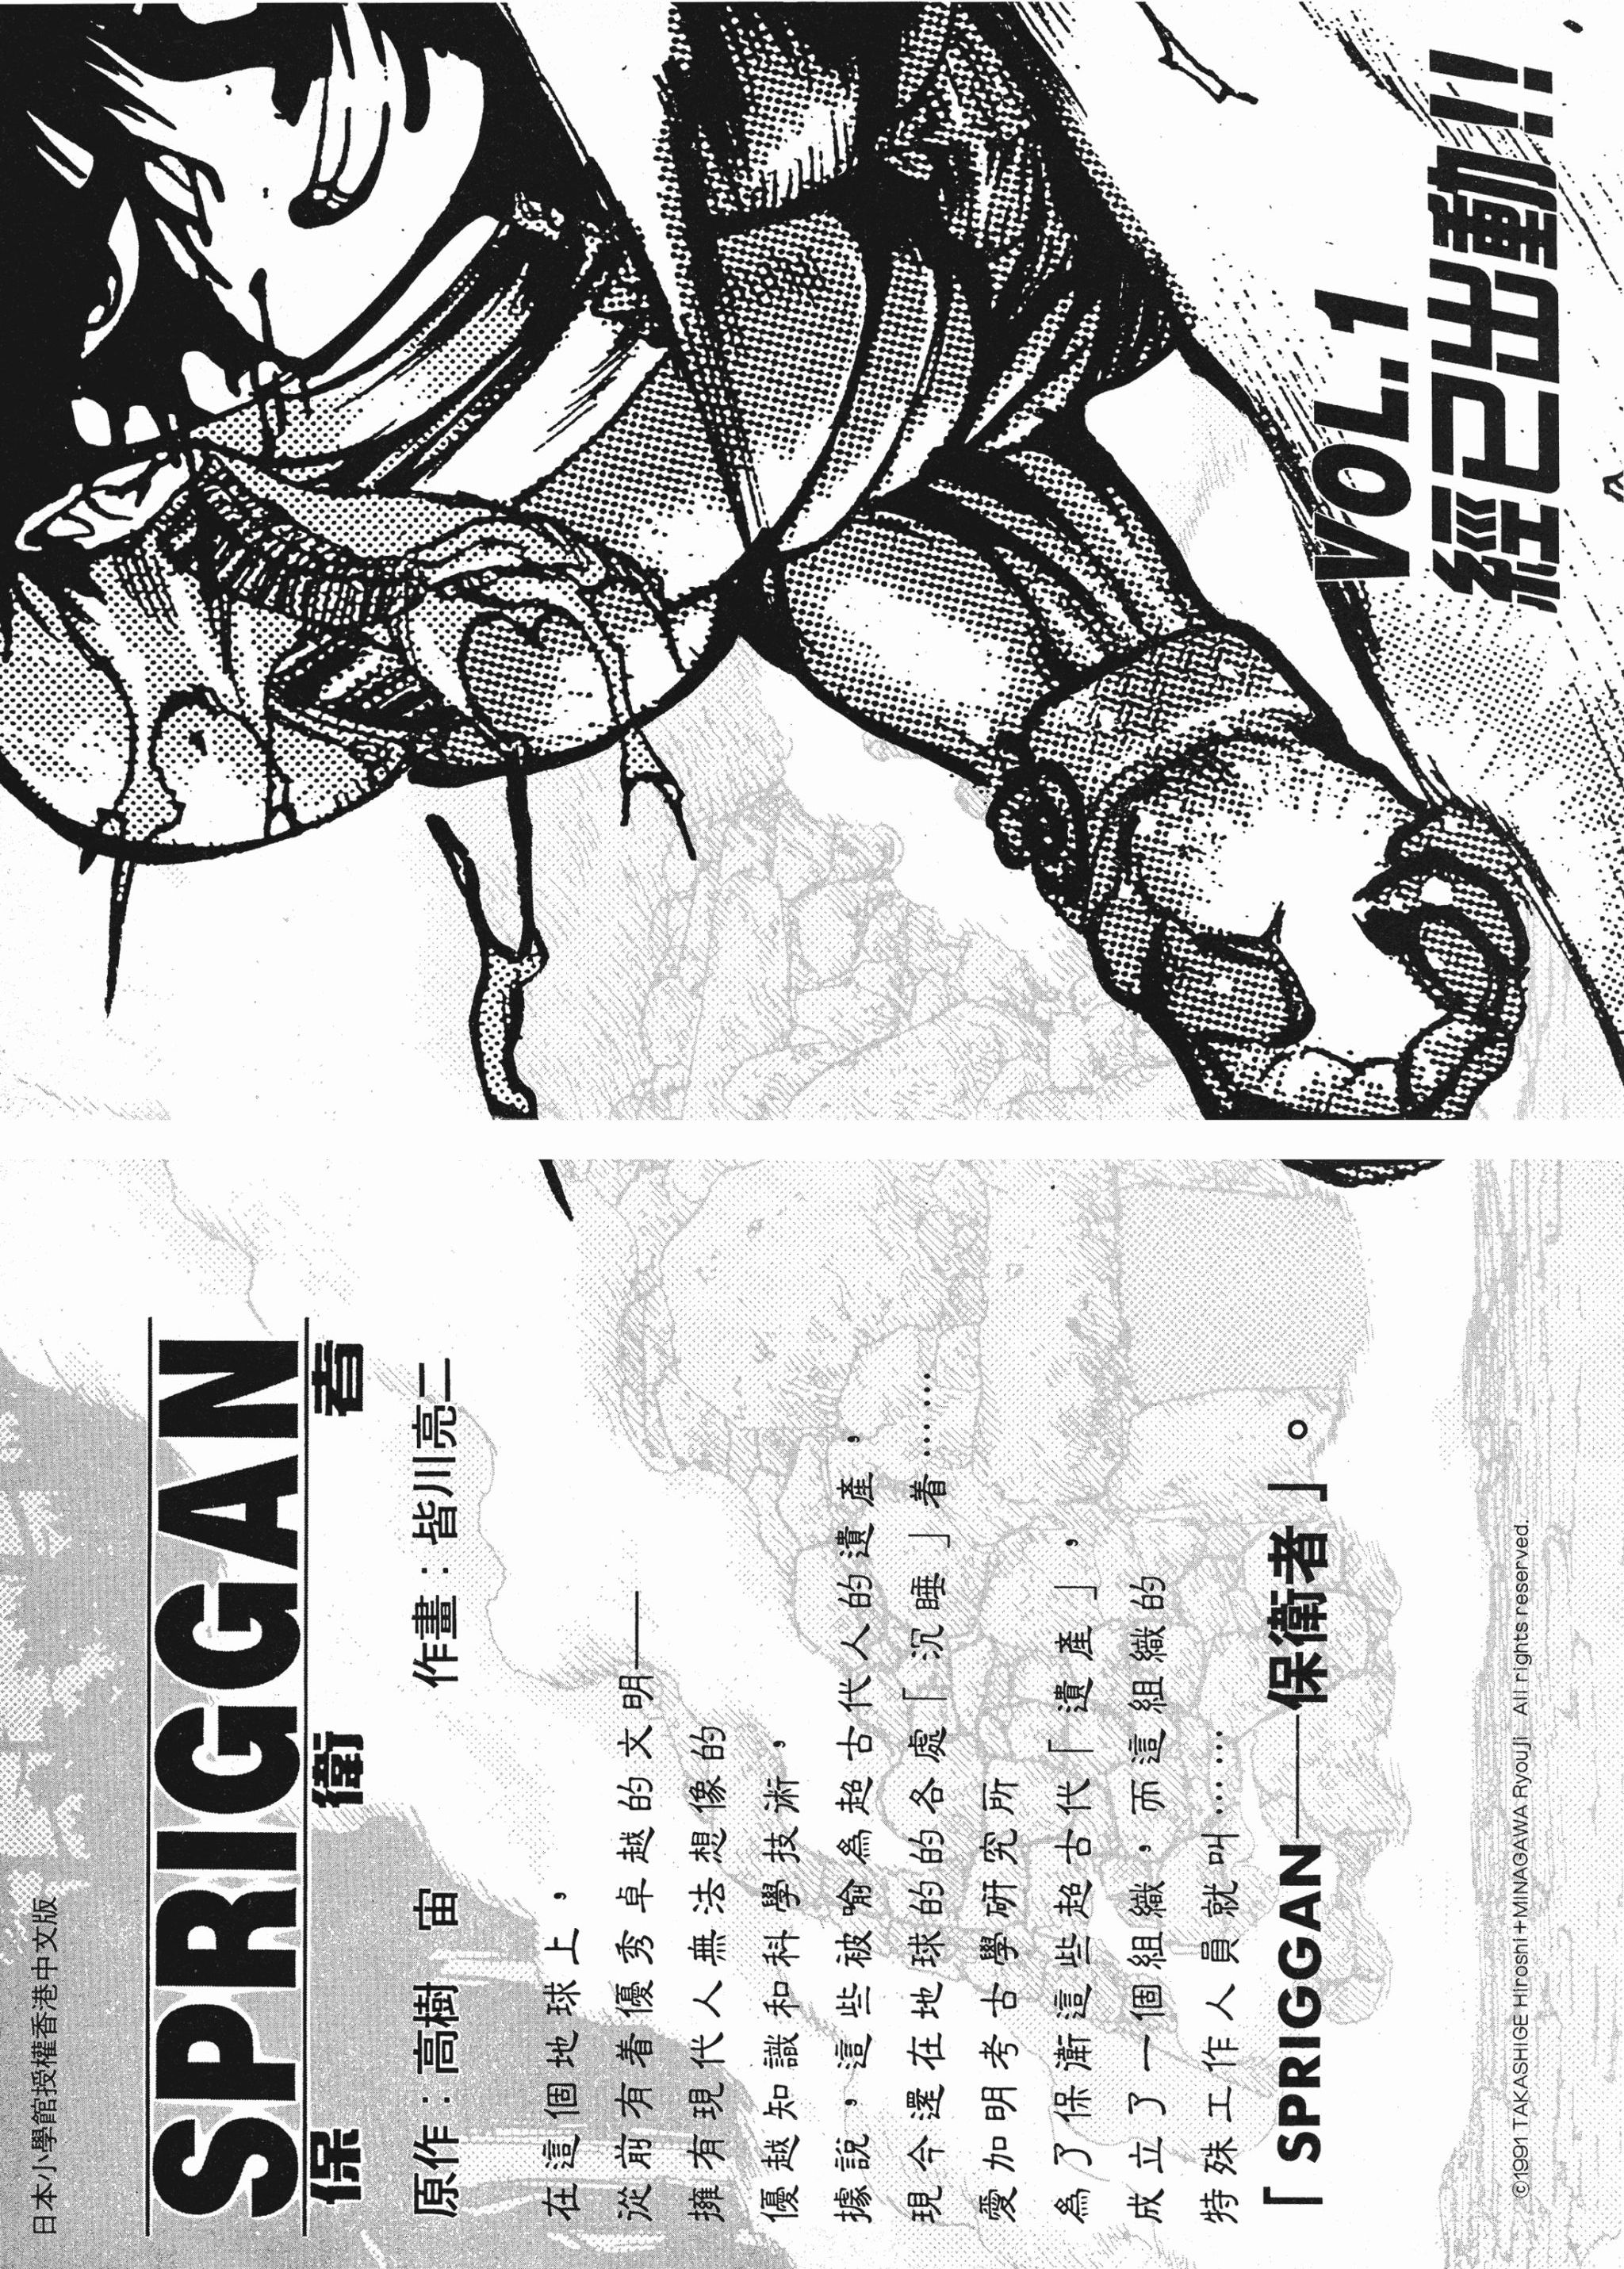 日本小學館授權香港中文版
SPRIGGAN
保衛者
原作：高樹 宙 作畫：皆川亮二
在這個地球上，
從前有着優秀卓越的文明——
擁有現代人無法想像的
優越知識和科學技術，
據說，這些被喻為超古代人的遺產，
現今還在地球的的各處「沉睡」着………
愛加明考古學研究所
為了保衛這些超古代「遺產」，
成立了一個組織，而這組織的
特殊工作人員就叫………
「SPRIGGAN——保衛者」。
©1991 TAKASHIGE Hiroshi+MINAGAWA Ryouji All rights reserved.
VOL.1
經已出動!!